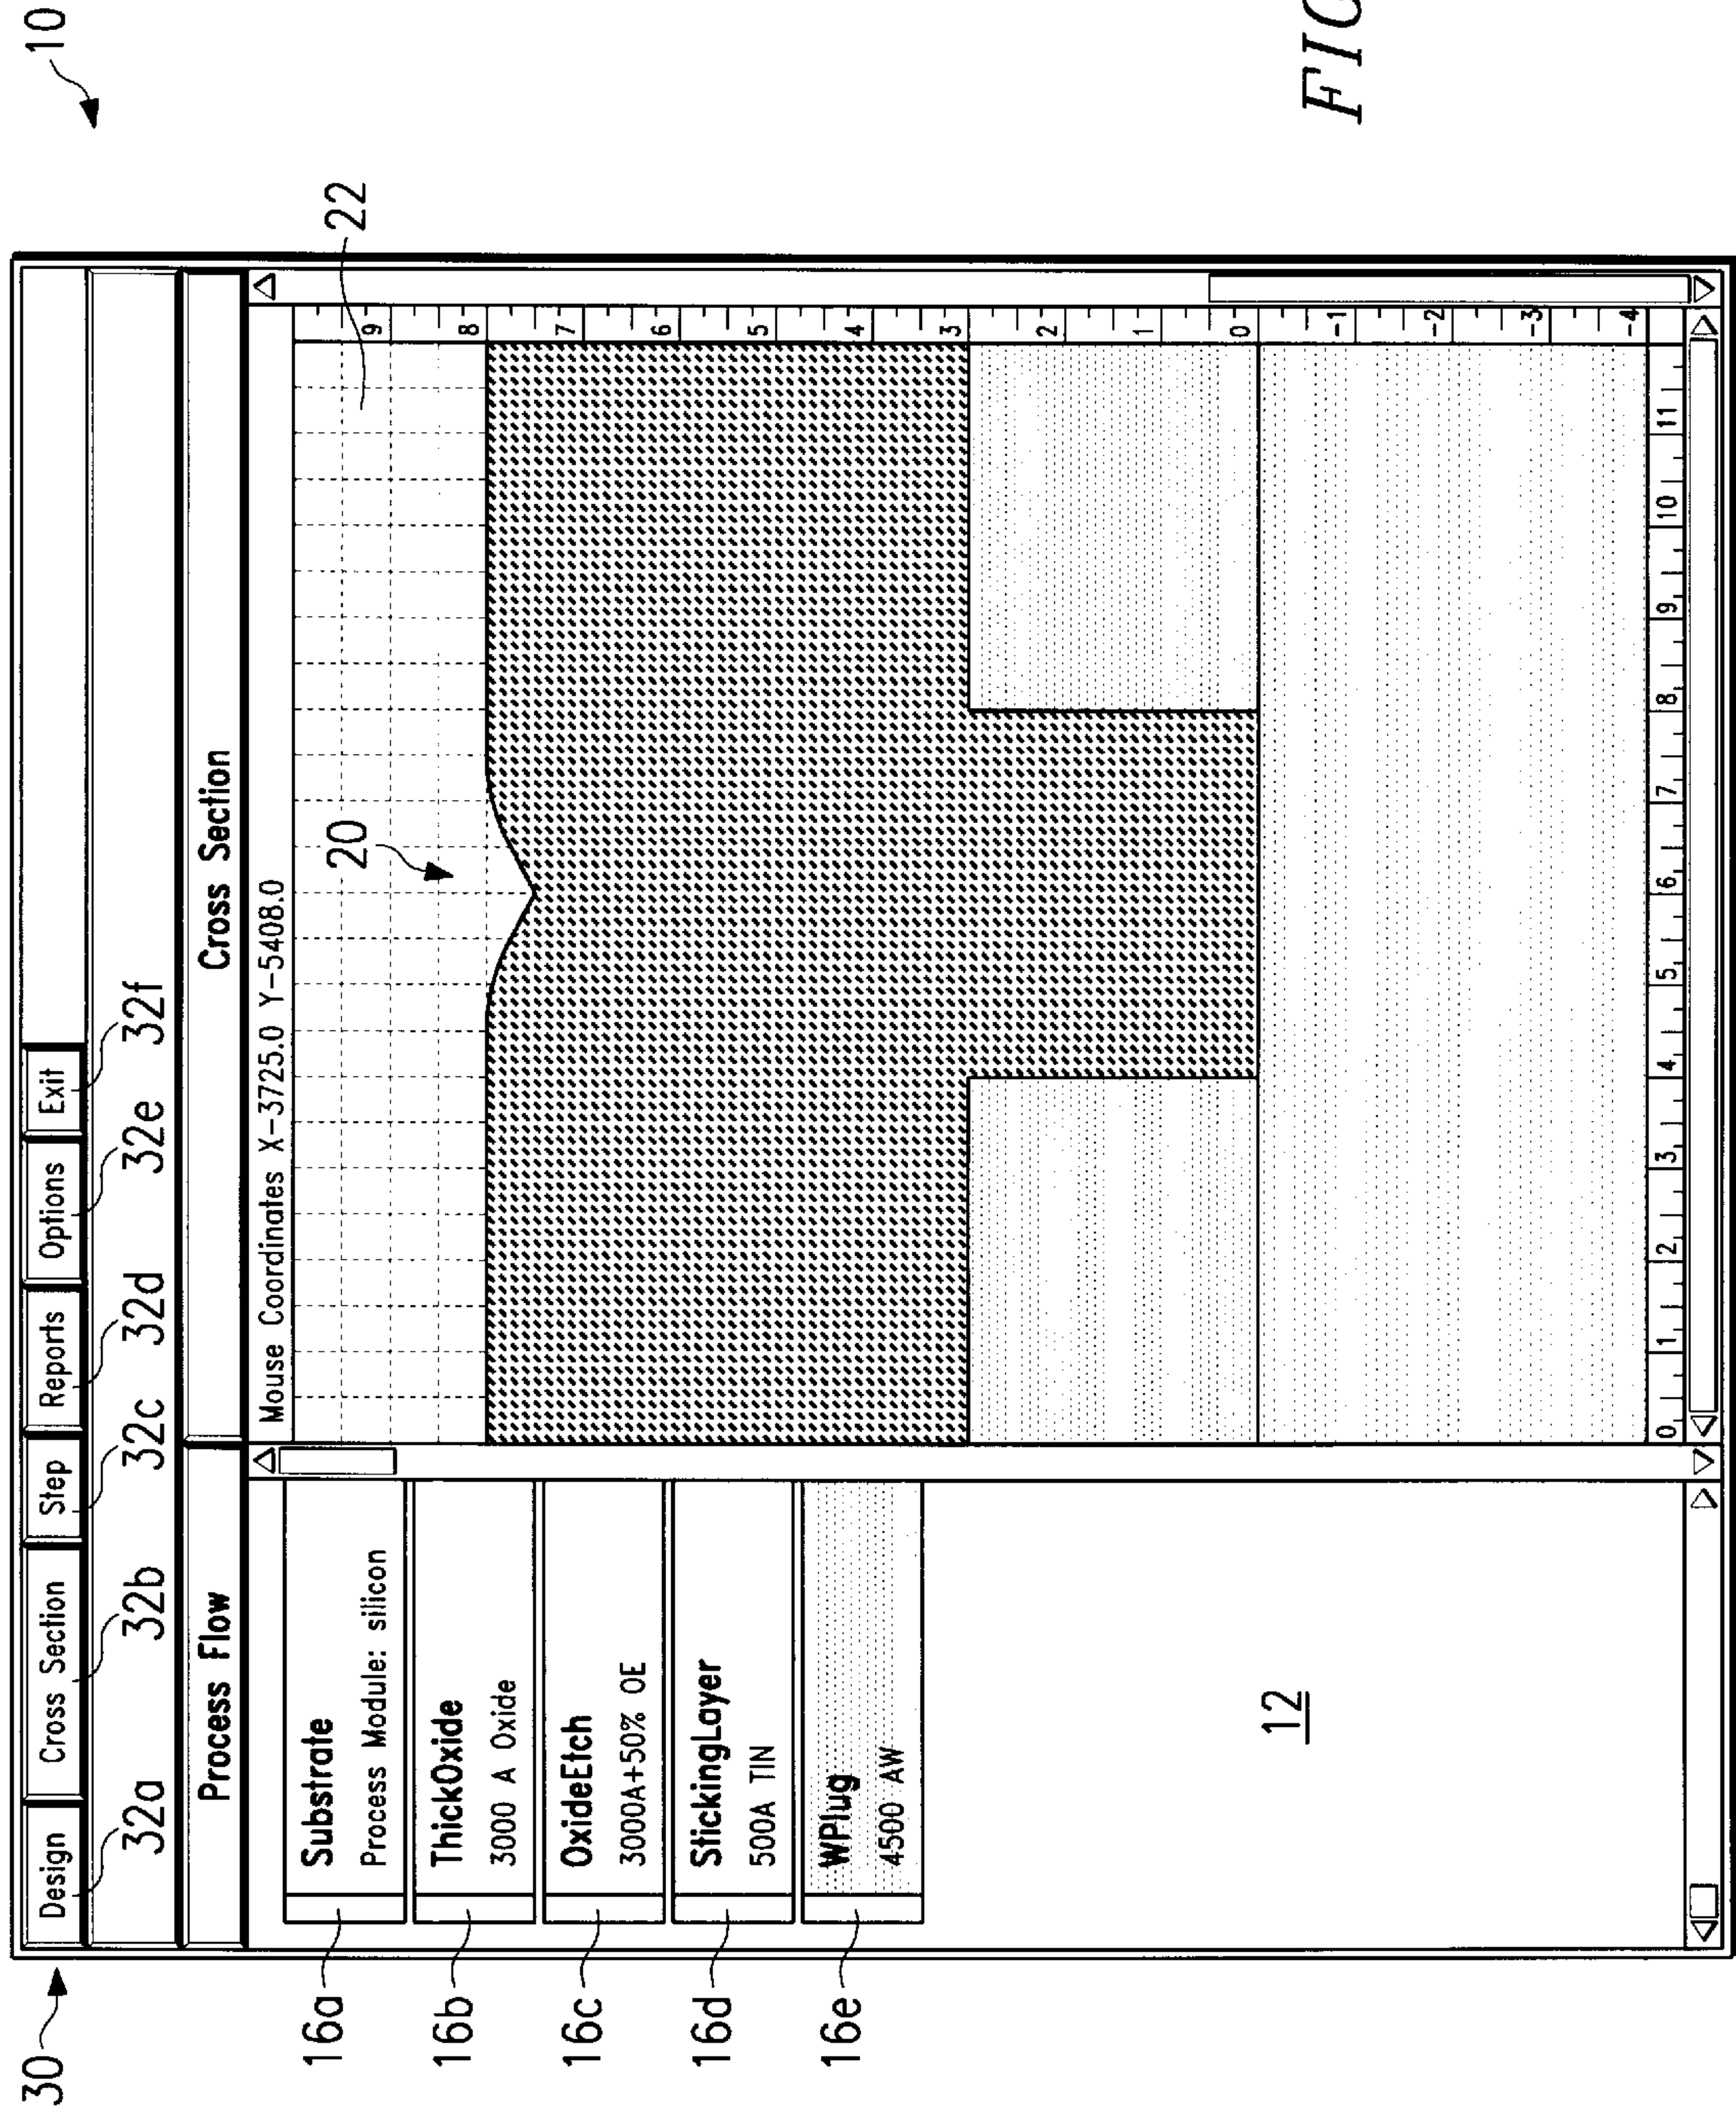 10
30
Design Cross Section Step Reports Options Exit
32a 32b 32c 32d 32e 32f
Process Flow
Cross Section
Mouse Coordinates X-3725.0 Y-5408.0
16a
Substrate
Process Module: silicon
16b
ThickOxide
3000 A Oxide
16c
OxideEtch
3000A+50% OE
16d
StickingLayer
500A TIN
16e
WPlug
4500 AW
12
20
22
9
8
7
6
5
4
3
2
1
0
-1
-2
-3
-4
0 1 2 3 4 5 6 7 8 9 10 11